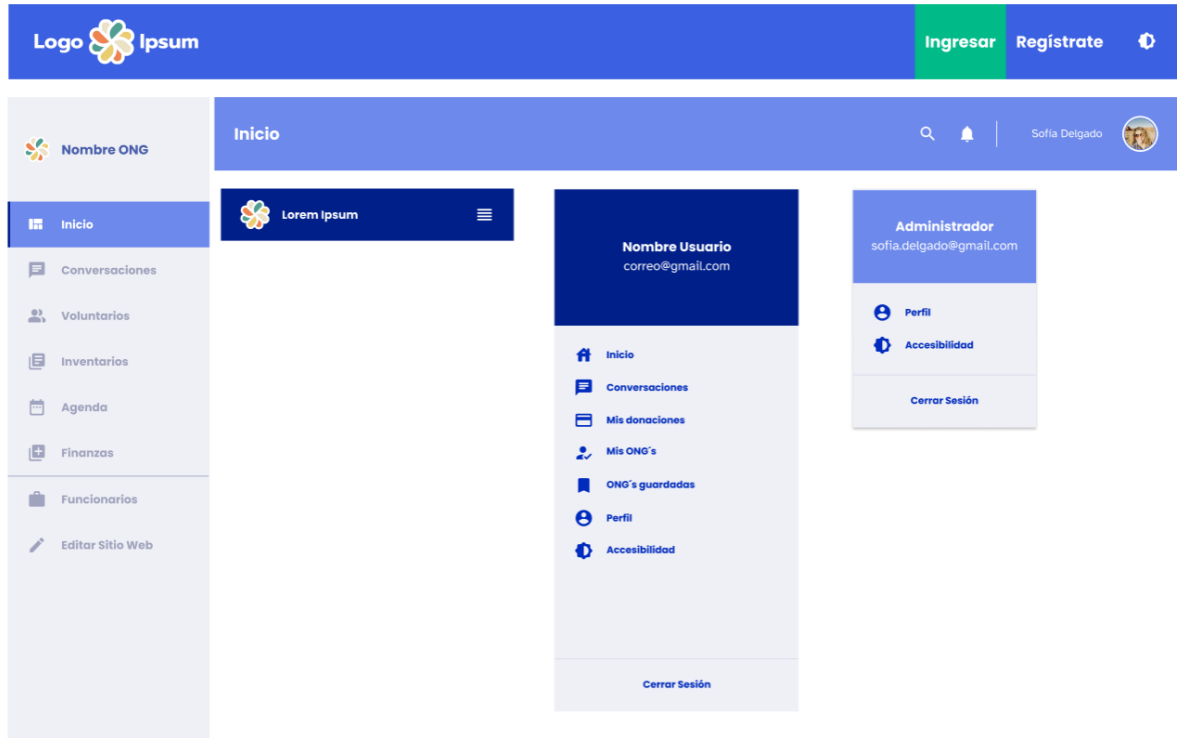 Logo Ipsum
Ingresar
Regístrate
Nombre ONG
Inicio
Conversaciones
Voluntarios
Inventarios
Agenda
Finanzas
Funcionarios
Editar Sitio Web
Inicio
Sofía Delgado
Lorem Ipsum
Nombre Usuario
correo@gmail.com
Inicio
Conversaciones
Mis donaciones
Mis ONG´s
ONG´s guardadas
Perfil
Accesibilidad
Cerrar Sesión
Administrador
sofia.delgado@gmail.com
Perfil
Accesibilidad
Cerrar Sesión